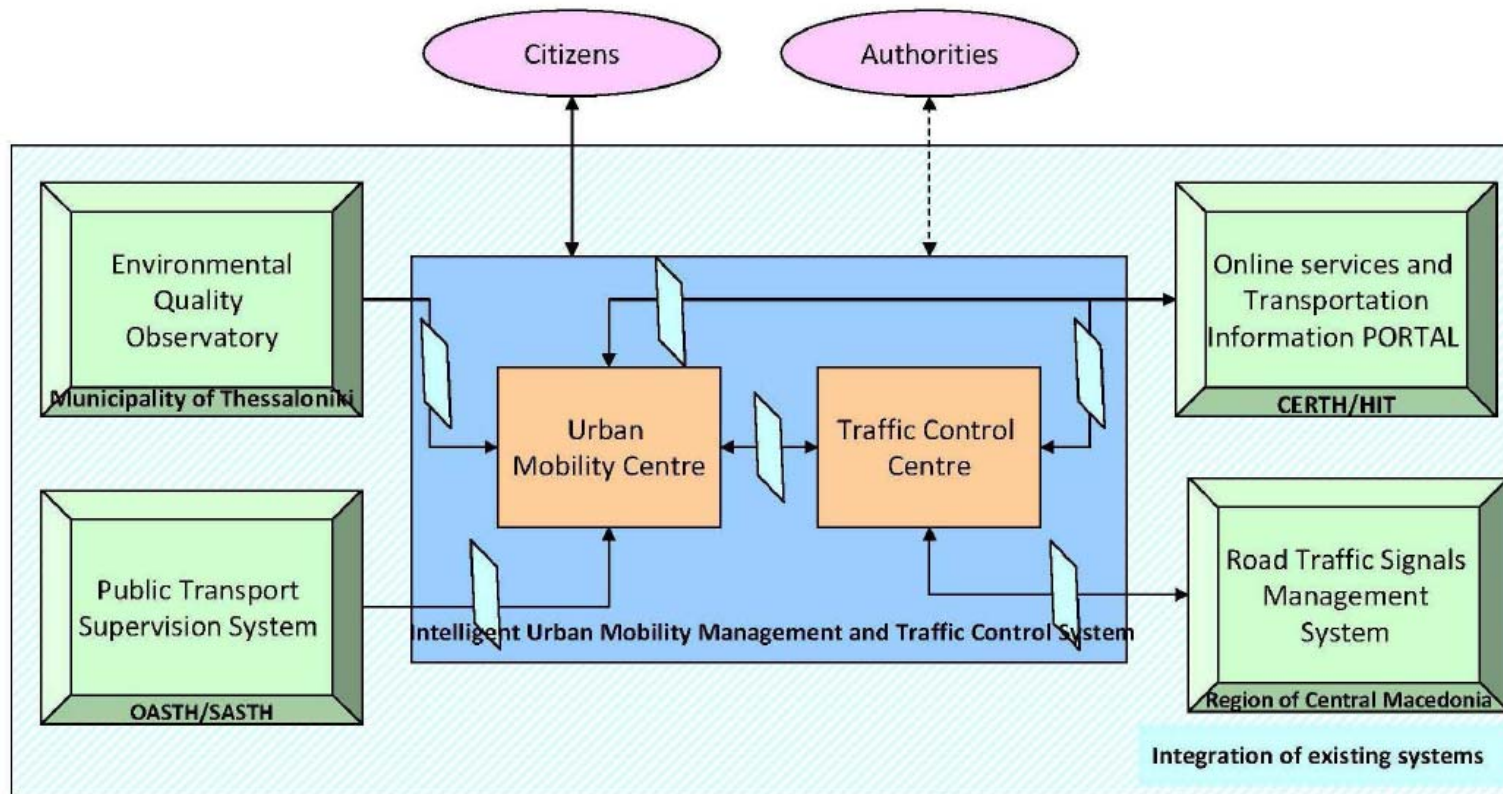 Citizens
Authorities
Environmental
Quality
Observatory
Municipality of Thessaloniki
Online services and
Transportation
Information PORTAL
CERTH/HIT
Urban
Mobility Centre
Traffic Control
Centre
Public Transport
Supervision System
OASTH/SASTH
Intelligent Urban Mobility Management and Traffic Control System
Road Traffic Signals
Management
System
Region of Central Macedonia
Integration of existing systems